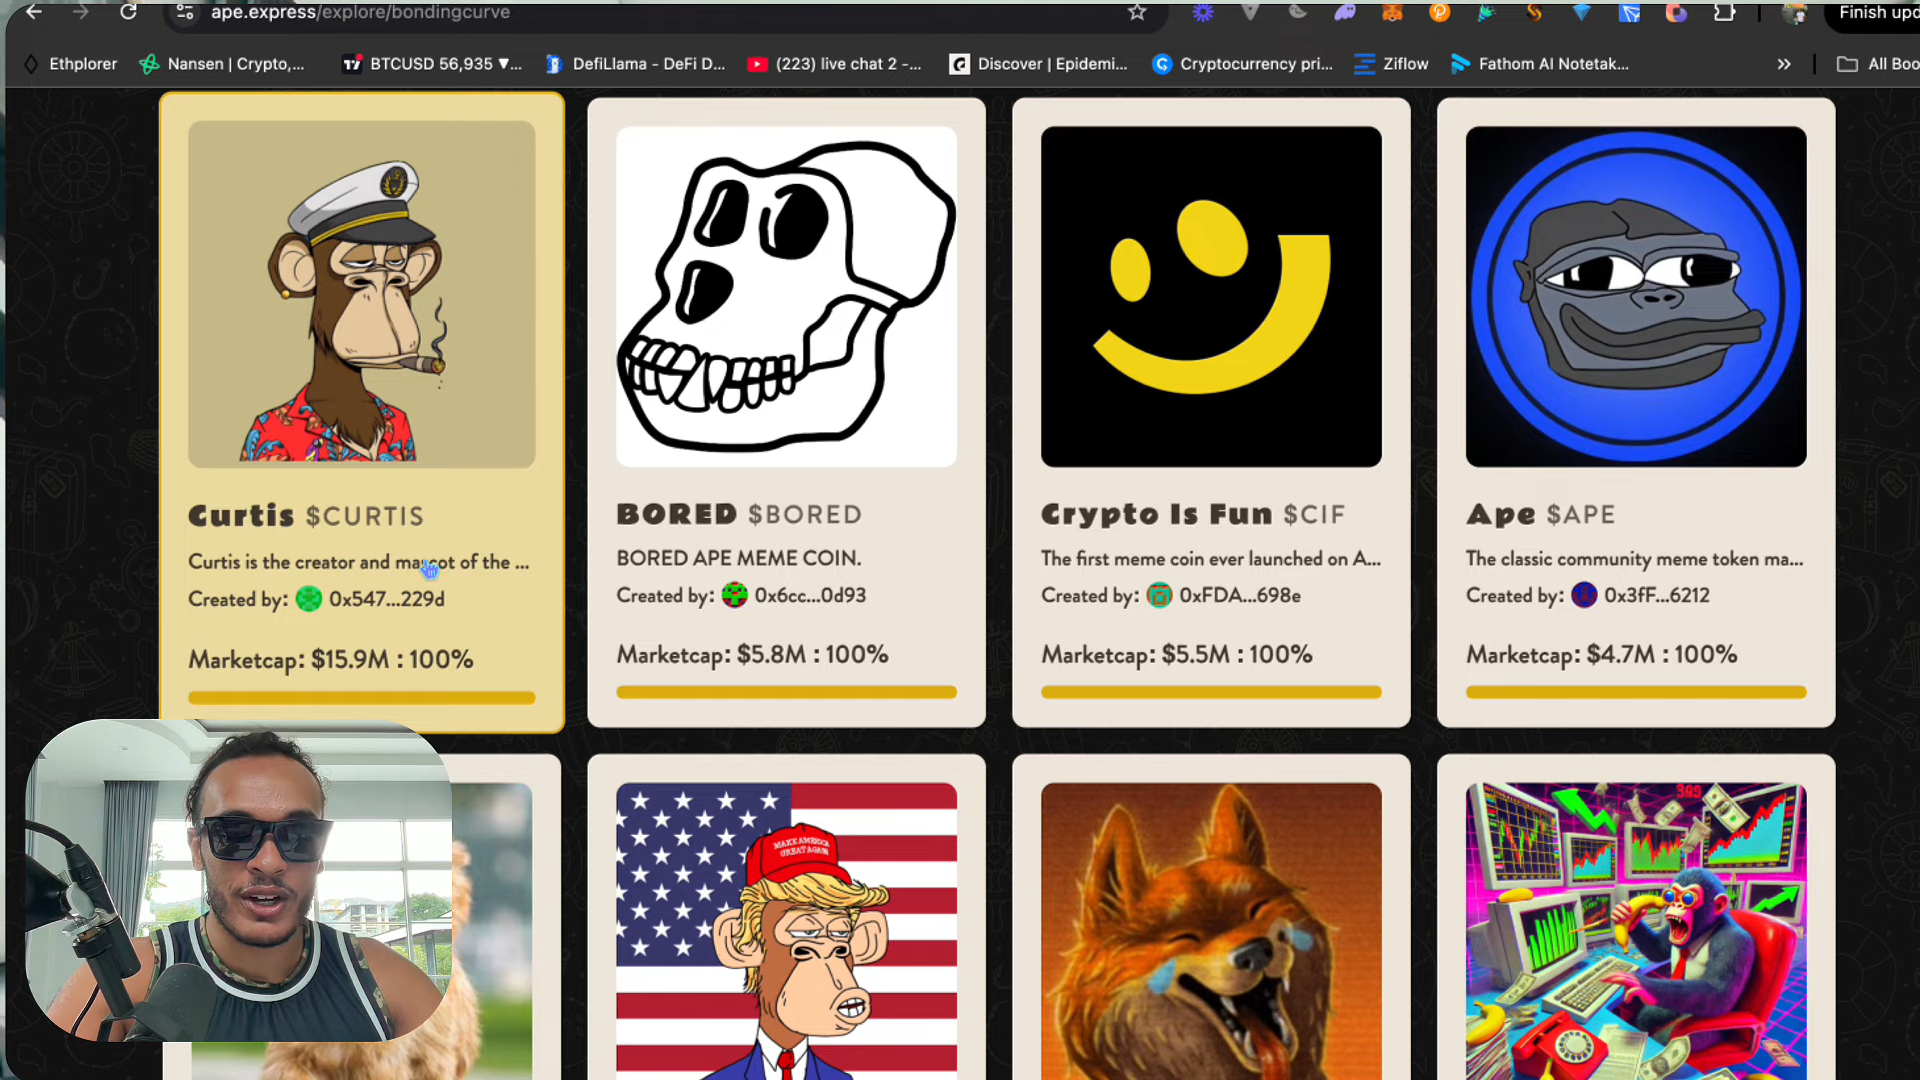 ape.express/explore/bondingcurve
Finish upd
Ethplorer
Nansen | Crypto,...
BTCUSD 56,935 ▼...
DefiLlama - DeFi D...
(223) live chat 2 -...
Discover | Epidemi...
Cryptocurrency pri...
Ziflow
Fathom AI Notetak...
»
All Boo
Curtis $CURTIS
Curtis is the creator and mascot of the ...
Created by: 0x547...229d
Marketcap: $15.9M : 100%
BORED $BORED
BORED APE MEME COIN.
Created by: 0x6cc...0d93
Marketcap: $5.8M : 100%
Crypto Is Fun $CIF
The first meme coin ever launched on A...
Created by: 0xFDA...698e
Marketcap: $5.5M : 100%
Ape $APE
The classic community meme token ma...
Created by: 0x3fF...6212
Marketcap: $4.7M : 100%
MAKE AMERICA
GREAT AGAIN